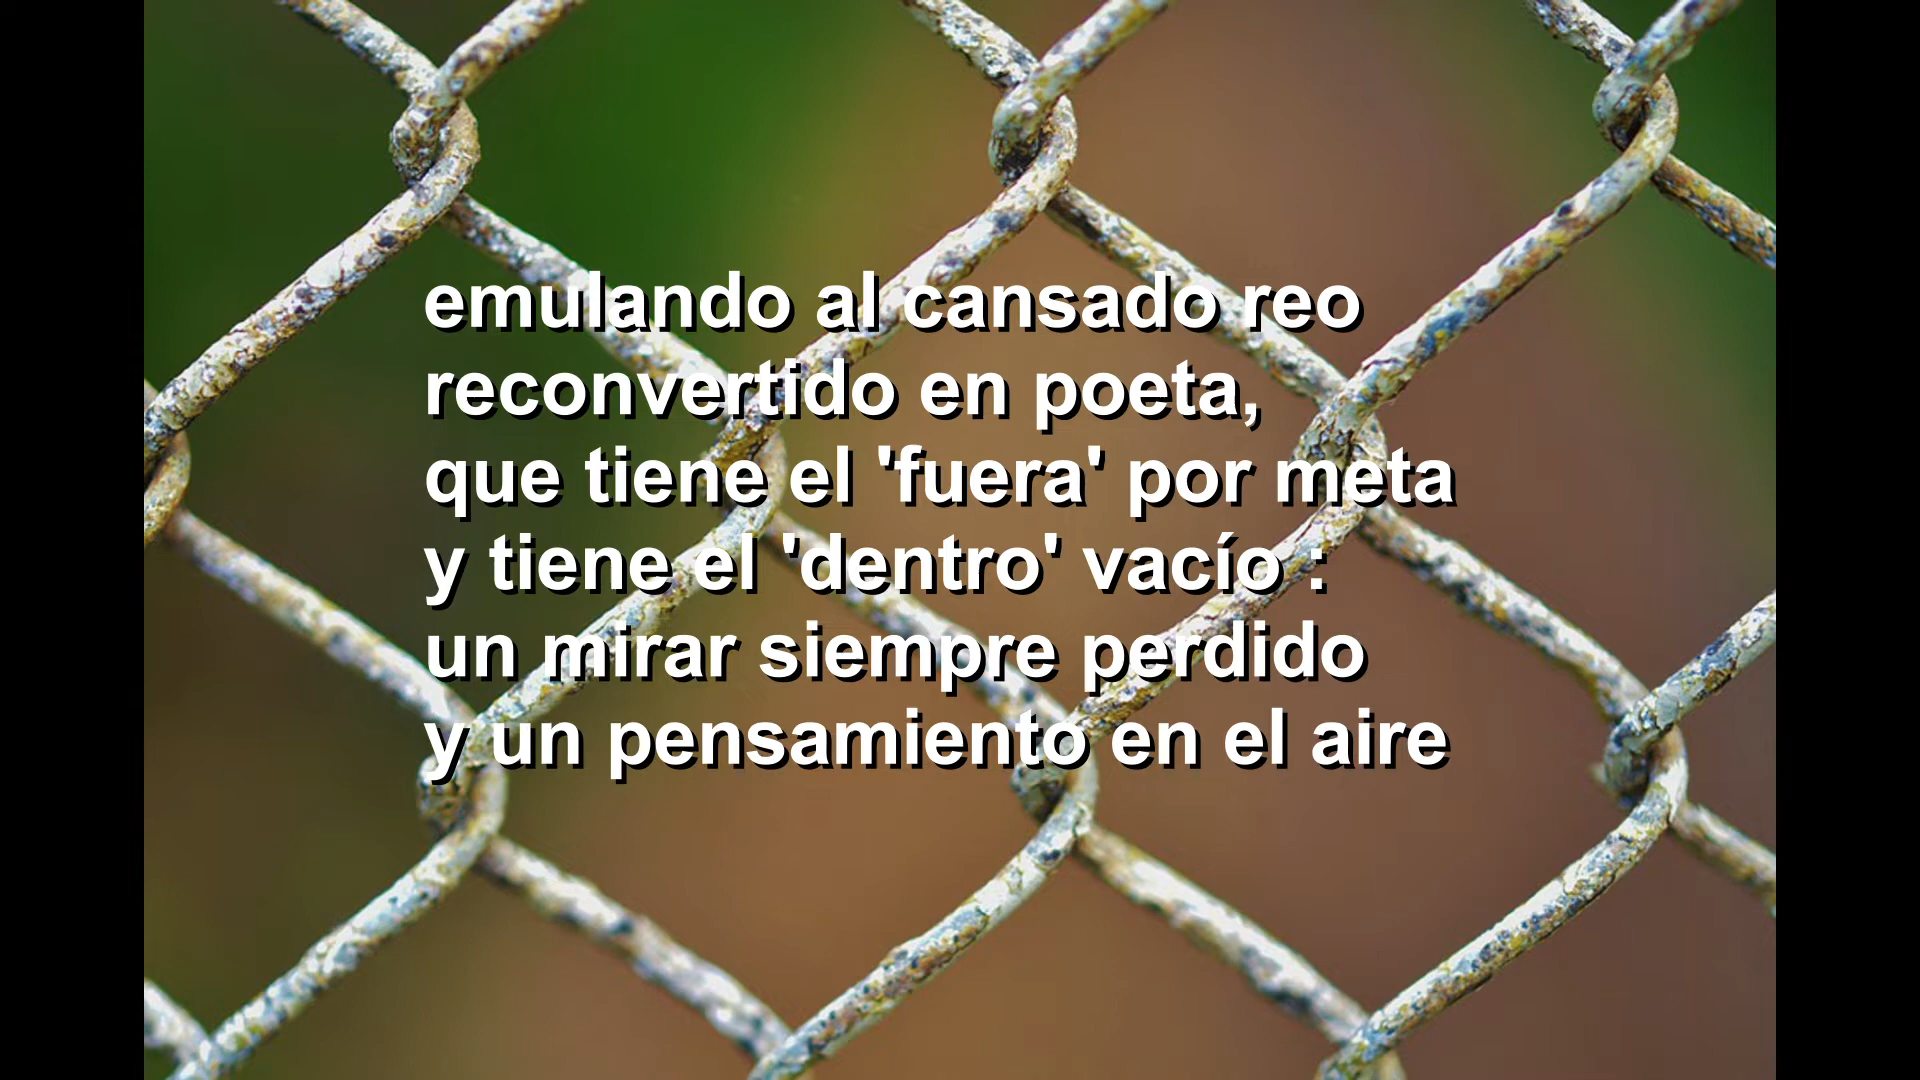 emulando al cansado reo
reconvertido en poeta,
que tiene el 'fuera' por meta
y tiene el 'dentro' vacío :
un mirar siempre perdido
y un pensamiento en el aire